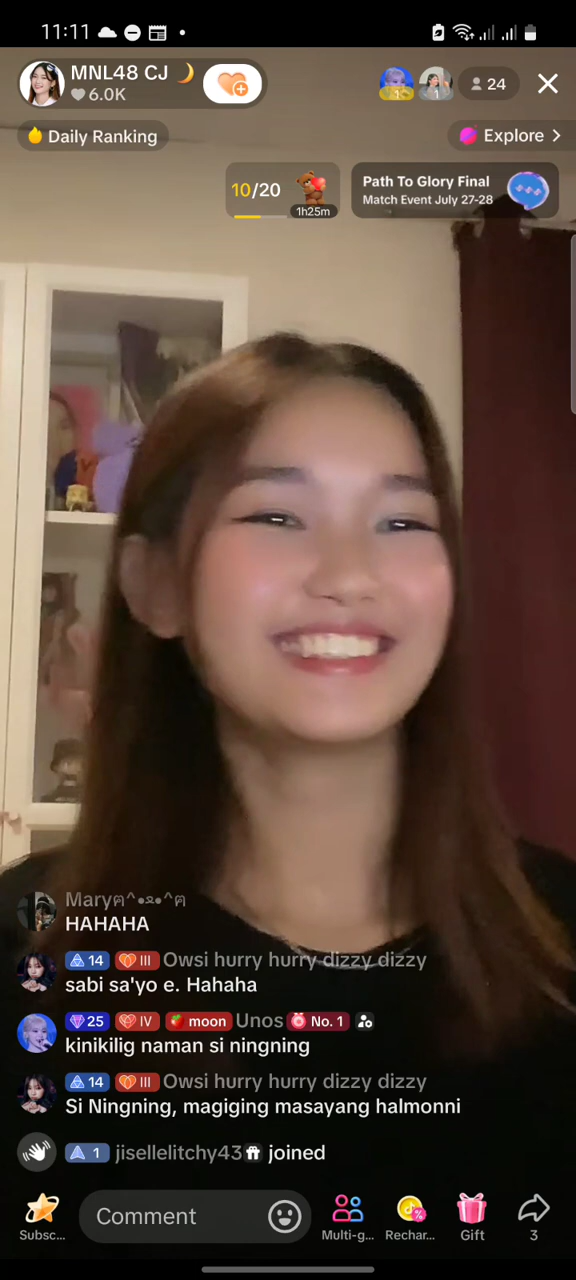 11:11
MNL48 CJ 🌙
6.0K
1
1
24
Daily Ranking
Explore >
10/20
1h25m
Path To Glory Final
Match Event July 27-28
Maryฅ^•ﻌ•^ฅ
HAHAHA
14 III Owsi hurry hurry dizzy dizzy
sabi sa'yo e. Hahaha
25 IV moon Unos No. 1
kinikilig naman si ningning
14 III Owsi hurry hurry dizzy dizzy
Si Ningning, magiging masayang halmonni
1 jisellelitchy43 joined
Comment
Subsc...
Multi-g...
Rechar...
Gift
3